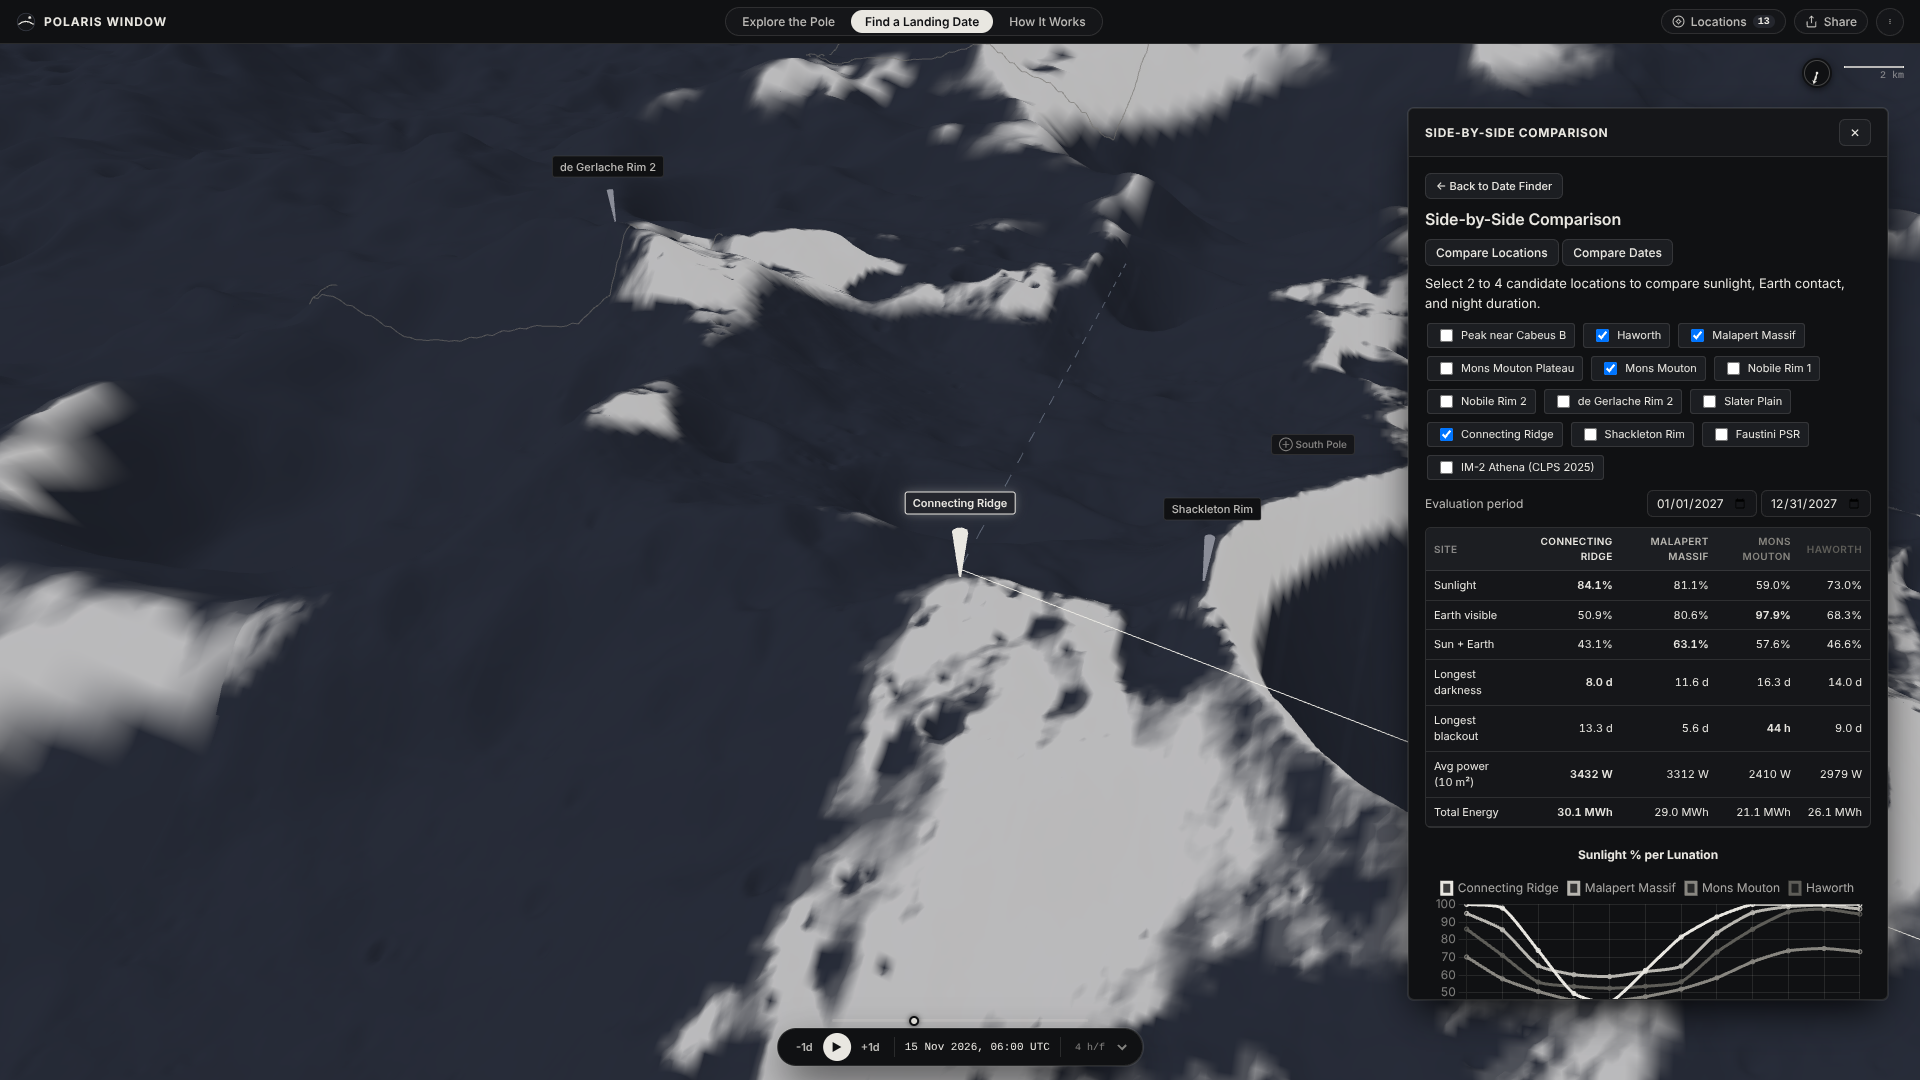 POLARIS WINDOW
Explore the Pole
Find a Landing Date
How It Works
Locations 13
Share
2 km
SIDE-BY-SIDE COMPARISON
← Back to Date Finder
Side-by-Side Comparison
Compare Locations
Compare Dates
Select 2 to 4 candidate locations to compare sunlight, Earth contact,
and night duration.
Peak near Cabeus B
Haworth
Malapert Massif
Mons Mouton Plateau
Mons Mouton
Nobile Rim 1
Nobile Rim 2
de Gerlache Rim 2
Slater Plain
Connecting Ridge
Shackleton Rim
Faustini PSR
IM-2 Athena (CLPS 2025)
Evaluation period 01/01/2027 12/31/2027
SITE CONNECTING RIDGE MALAPERT MASSIF MONS MOUTON HAWORTH
Sunlight 84.1% 81.1% 59.0% 73.0%
Earth visible 50.9% 80.6% 97.9% 68.3%
Sun + Earth 43.1% 63.1% 57.6% 46.6%
Longest darkness 8.0 d 11.6 d 16.3 d 14.0 d
Longest blackout 13.3 d 5.6 d 44 h 9.0 d
Avg power (10 m²) 3432 W 3312 W 2410 W 2979 W
Total Energy 30.1 MWh 29.0 MWh 21.1 MWh 26.1 MWh
Sunlight % per Lunation
Connecting Ridge Malapert Massif Mons Mouton Haworth
100
90
80
70
60
50
de Gerlache Rim 2
South Pole
Connecting Ridge
Shackleton Rim
-1d
+1d
15 Nov 2026, 06:00 UTC
4 h/f